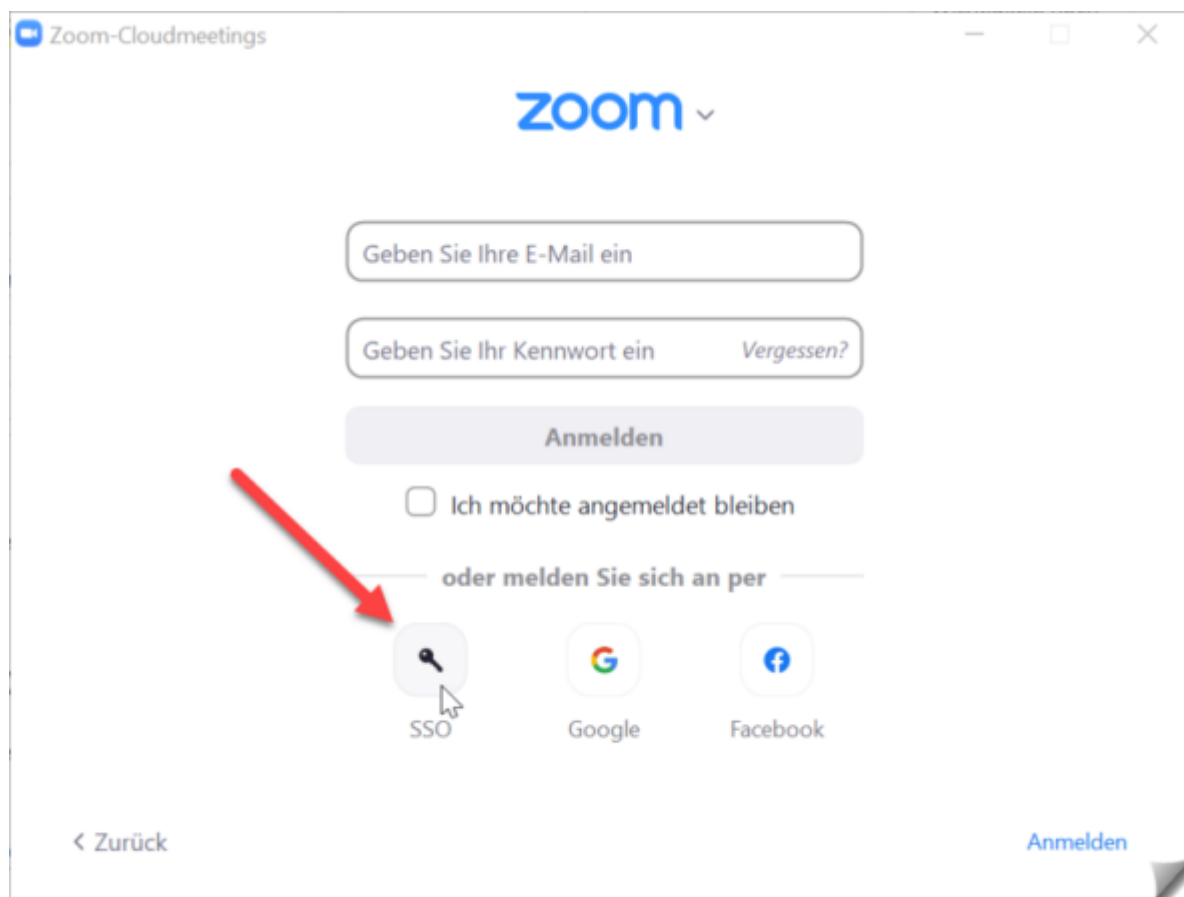 Zoom-Cloudmeetings
zoom
Geben Sie Ihre E-Mail ein
Geben Sie Ihr Kennwort ein Vergessen?
Anmelden
Ich möchte angemeldet bleiben
oder melden Sie sich an per
SSO Google Facebook
< Zurück Anmelden